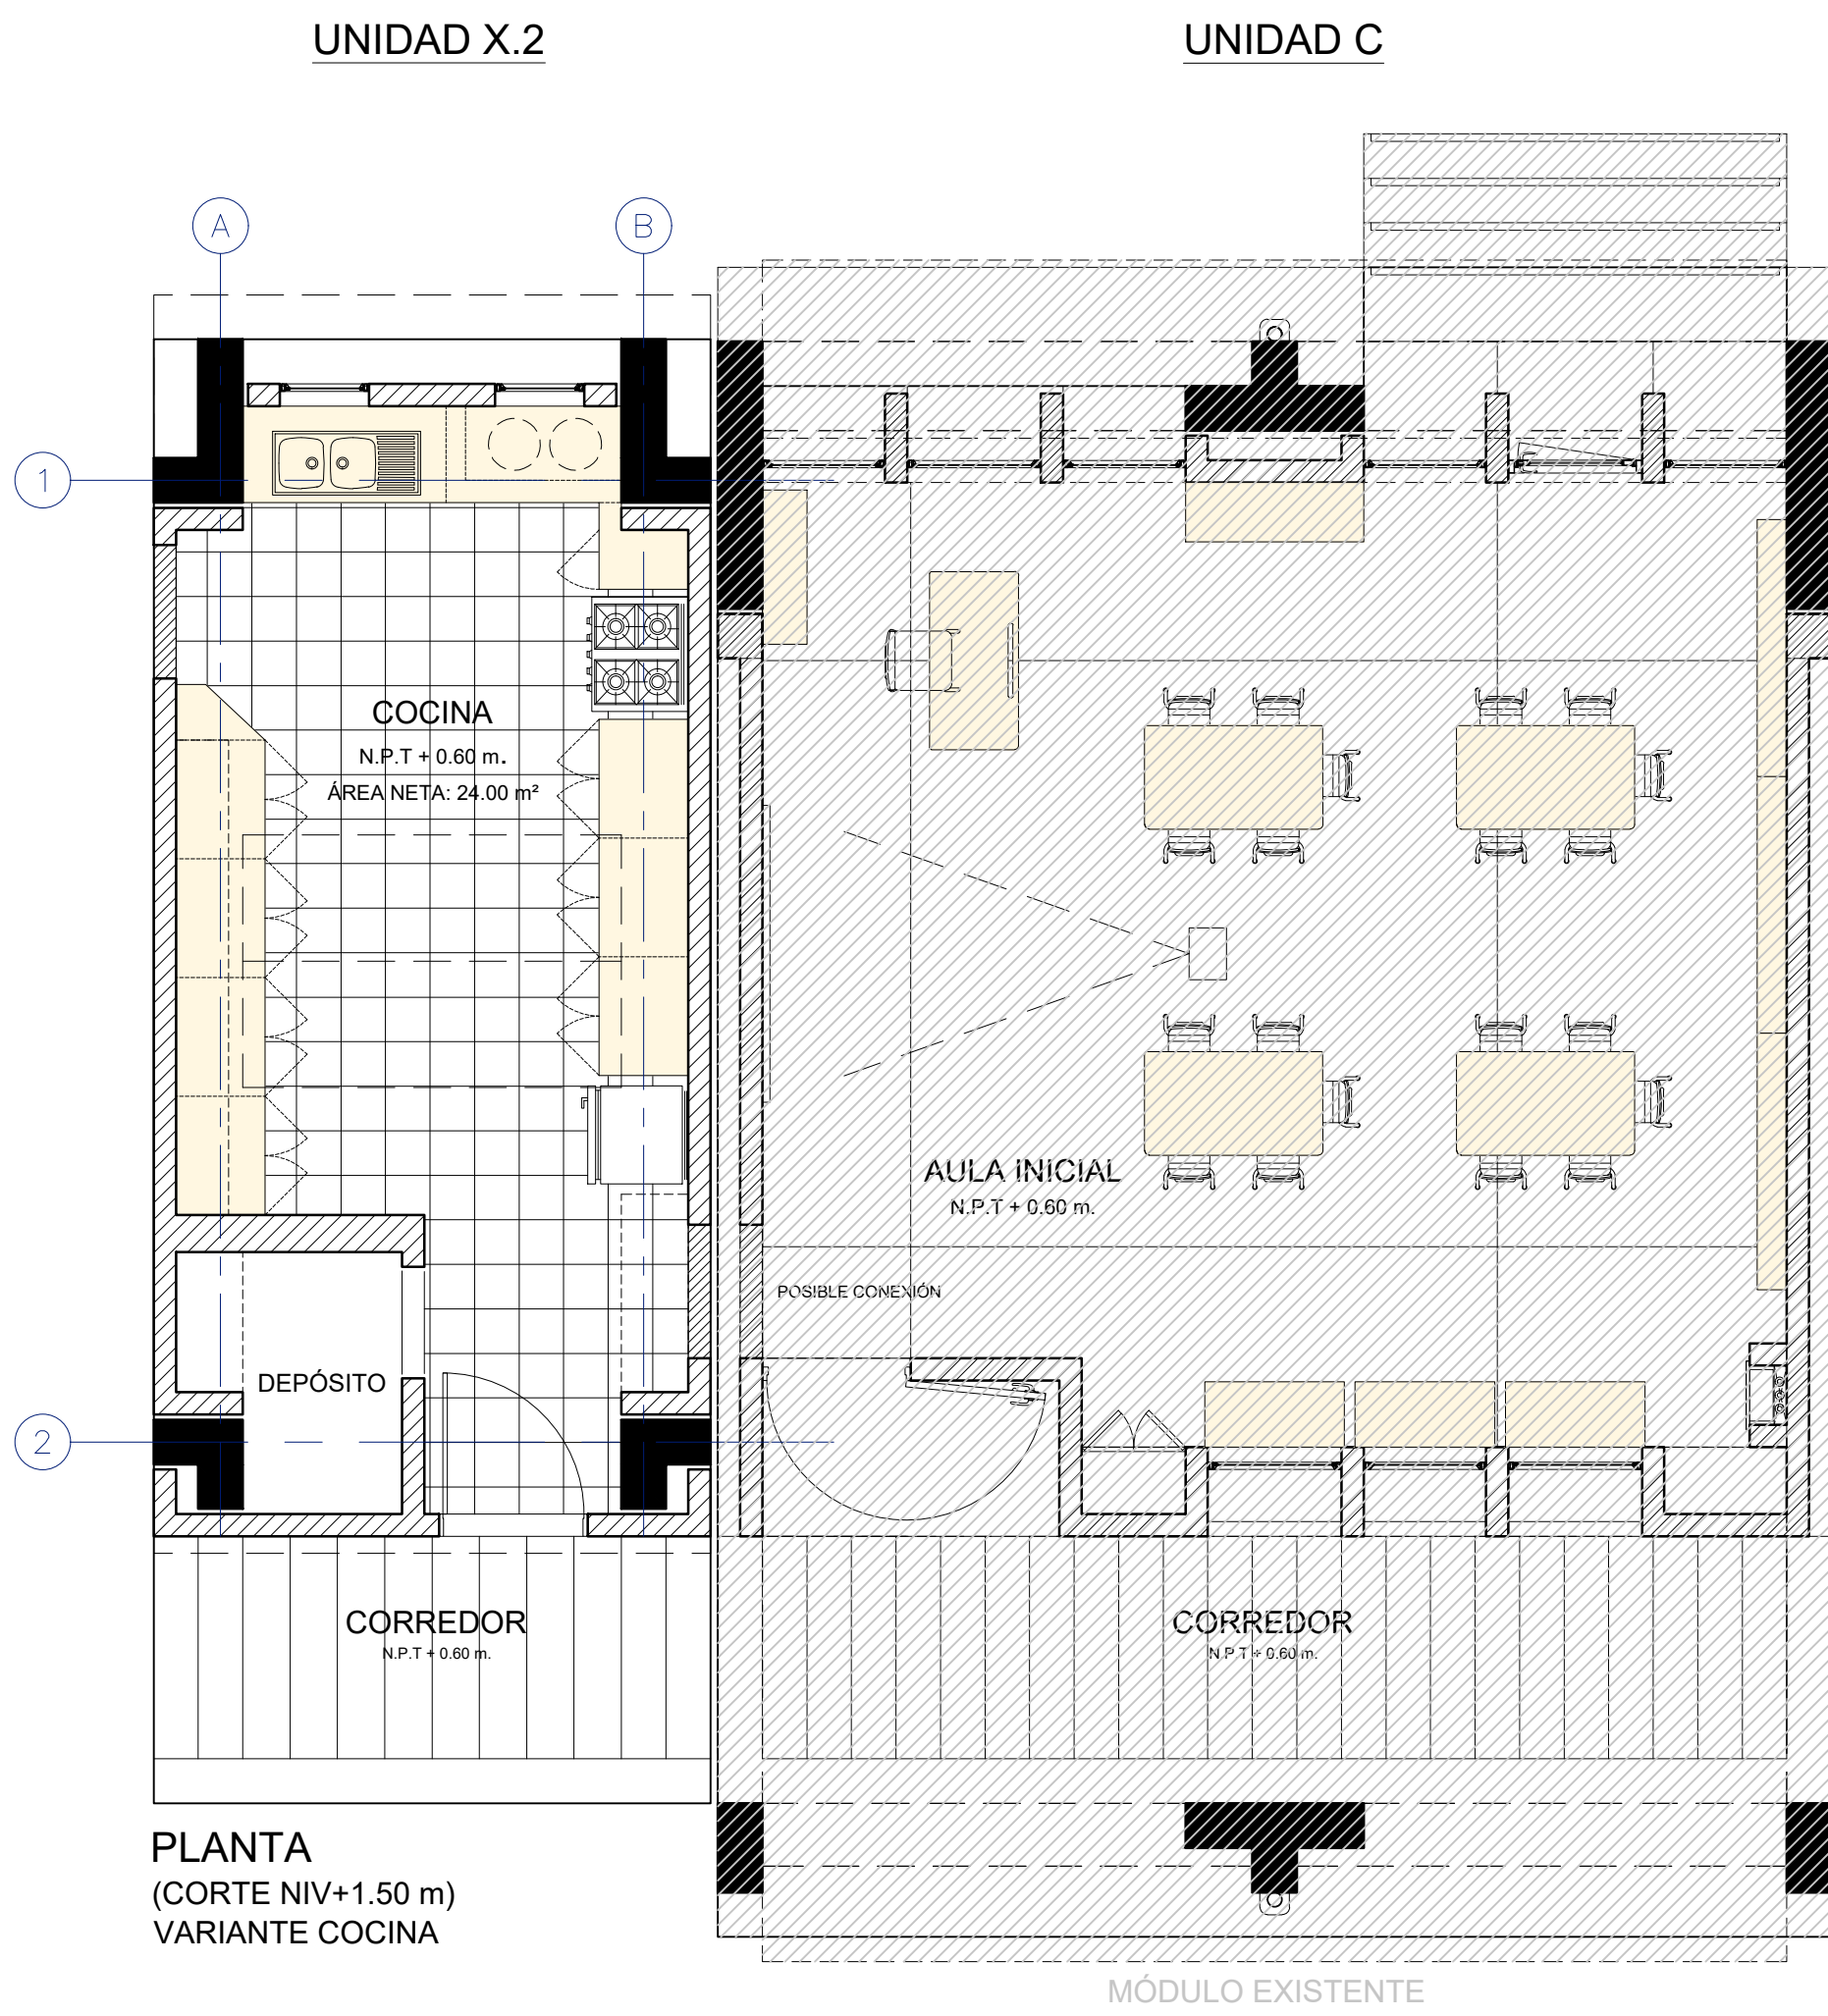 UNIDAD X.2
UNIDAD C
A
B
1
COCINA
N.P.T + 0.60 m.
ÁREA NETA: 24.00 m²
AULA INICIAL
N.P.T + 0.60 m.
POSIBLE CONEXIÓN
DEPÓSITO
2
CORREDOR
N.P.T + 0.60 m.
CORREDOR
N.P.T + 0.60 m.
PLANTA
(CORTE NIV+1.50 m)
VARIANTE COCINA
MÓDULO EXISTENTE